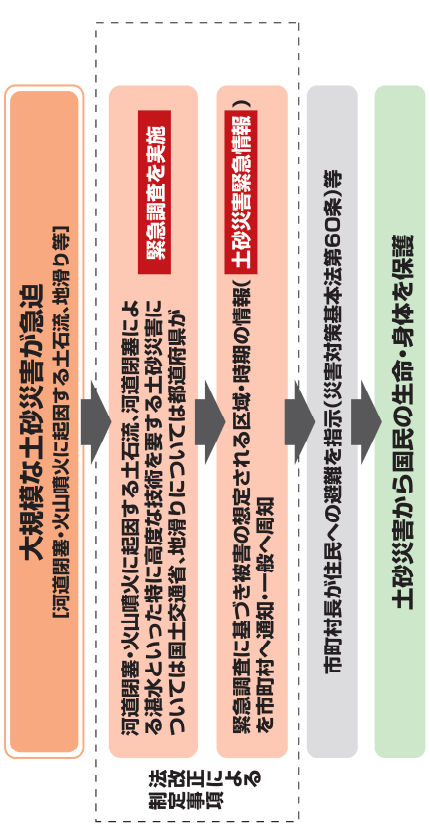 大規模な土砂災害が急迫
[河道閉塞・火山噴火に起因する土石流、地滑り等]
河道閉塞・火山噴火に起因する土石流、河道閉塞によ
る湛水といった特に高度な技術を要する土砂災害に
ついては国土交通省、地滑りについては都道府県が
緊急調査を実施
緊急調査に基づき被害の想定される区域・時期の情報(土砂災害緊急情報)
を市町村へ通知・一般へ周知
法改正による
制定事項
市町村長が住民への避難を指示(災害対策基本法第60条)等
土砂災害から国民の生命・身体を保護